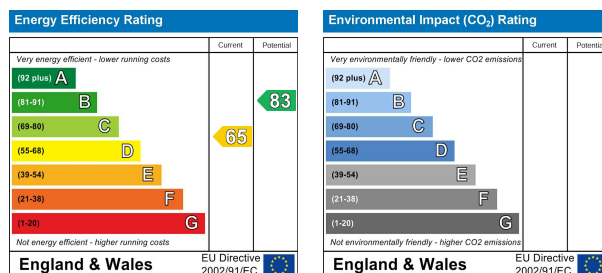 Energy Efficiency Rating
Current Potential
Very energy efficient - lower running costs
(92 plus) A
(81-91) B
83
(69-80) C
65
(55-68) D
(39-54) E
(21-38) F
(1-20) G
Not energy efficient - higher running costs
England & Wales
EU Directive
2002/91/EC
Environmental Impact (CO2) Rating
Current Potential
Very environmentally friendly - lower CO2 emissions
(92 plus) A
(81-91) B
(69-80) C
(55-68) D
(39-54) E
(21-38) F
(1-20) G
Not environmentally friendly - higher CO2 emissions
England & Wales
EU Directive
2002/91/EC